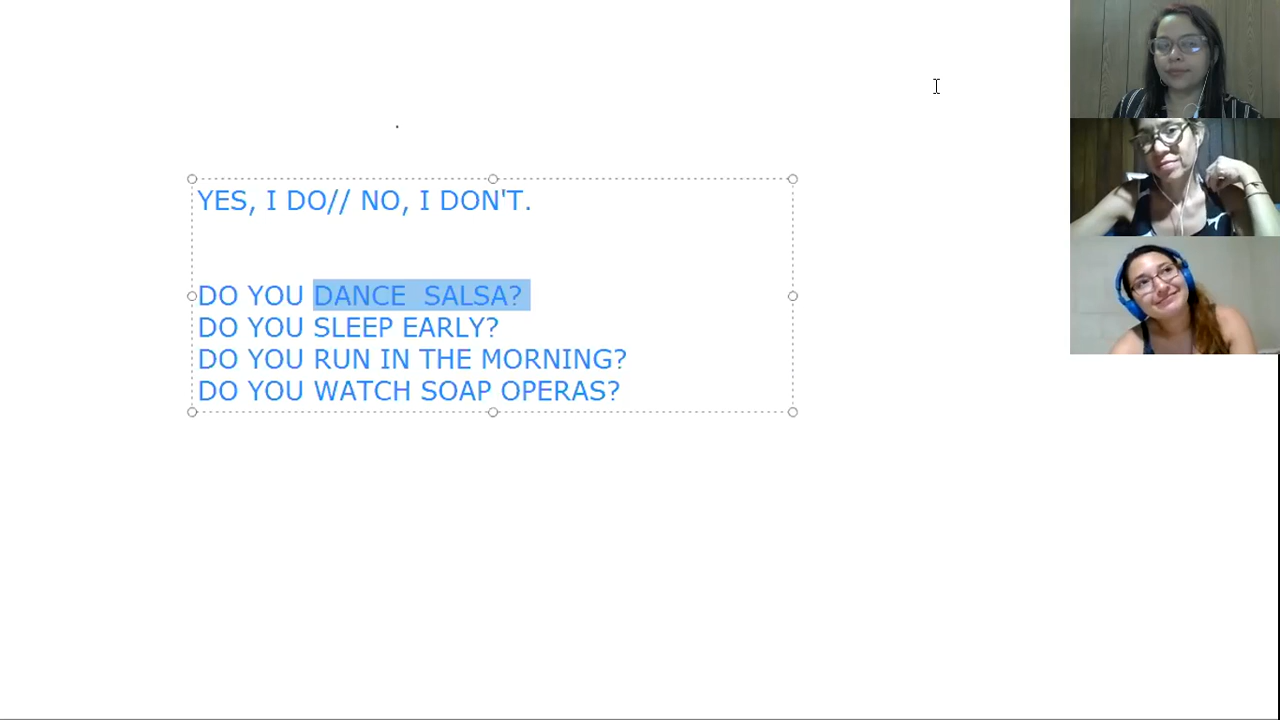 YES, I DO// NO, I DON'T.
DO YOU DANCE  SALSA?
DO YOU SLEEP EARLY?
DO YOU RUN IN THE MORNING?
DO YOU WATCH SOAP OPERAS?